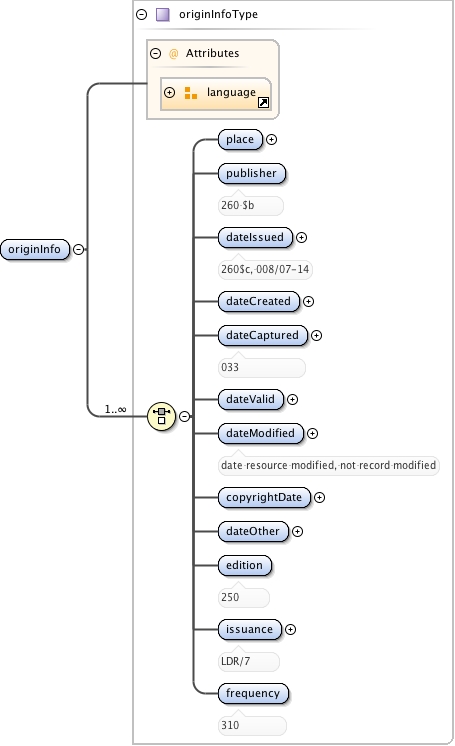 originInfoType
@ Attributes
language
place
publisher
260 $b
dateIssued
260$c, 008/07-14
originInfo
dateCreated
dateCaptured
033
dateValid
1..∞
dateModified
date resource modified, not record modified
copyrightDate
dateOther
edition
250
issuance
LDR/7
frequency
310